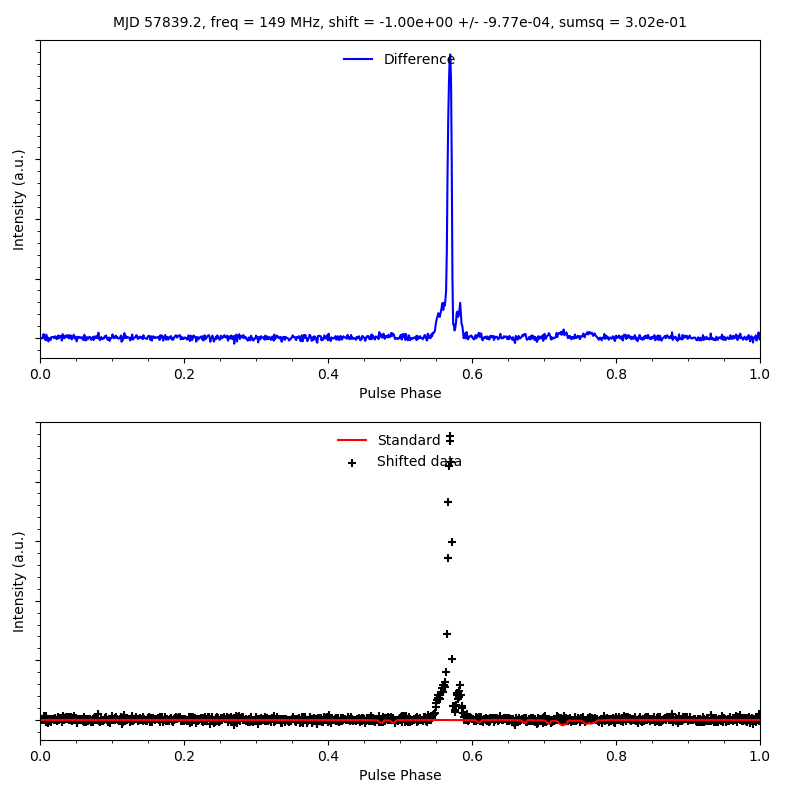 MJD 57839.2, freq = 149 MHz, shift = -1.00e+00 +/- -9.77e-04, sumsq = 3.02e-01
Difference
Intensity (a.u.)
0.0 0.2 0.4 0.6 0.8 1.0
Pulse Phase
Standard
Shifted data
Intensity (a.u.)
0.0 0.2 0.4 0.6 0.8 1.0
Pulse Phase